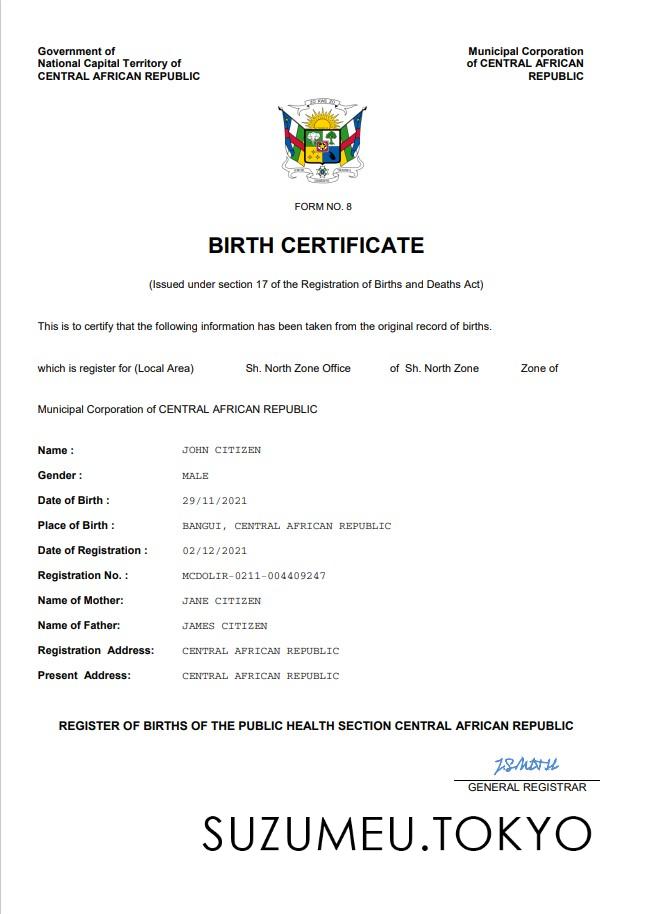 Government of
National Capital Territory of
CENTRAL AFRICAN REPUBLIC
Municipal Corporation
of CENTRAL AFRICAN
REPUBLIC
ZO KWE ZO
FORM NO. 8
BIRTH CERTIFICATE
(Issued under section 17 of the Registration of Births and Deaths Act)
This is to certify that the following information has been taken from the original record of births.
which is register for (Local Area) Sh. North Zone Office of Sh. North Zone Zone of
Municipal Corporation of CENTRAL AFRICAN REPUBLIC
Name : JOHN CITIZEN
Gender : MALE
Date of Birth : 29/11/2021
Place of Birth : BANGUI, CENTRAL AFRICAN REPUBLIC
Date of Registration : 02/12/2021
Registration No. : MCDOLIR-0211-004409247
Name of Mother: JANE CITIZEN
Name of Father: JAMES CITIZEN
Registration Address: CENTRAL AFRICAN REPUBLIC
Present Address: CENTRAL AFRICAN REPUBLIC
REGISTER OF BIRTHS OF THE PUBLIC HEALTH SECTION CENTRAL AFRICAN REPUBLIC
GENERAL REGISTRAR
SUZUMEU.TOKYO